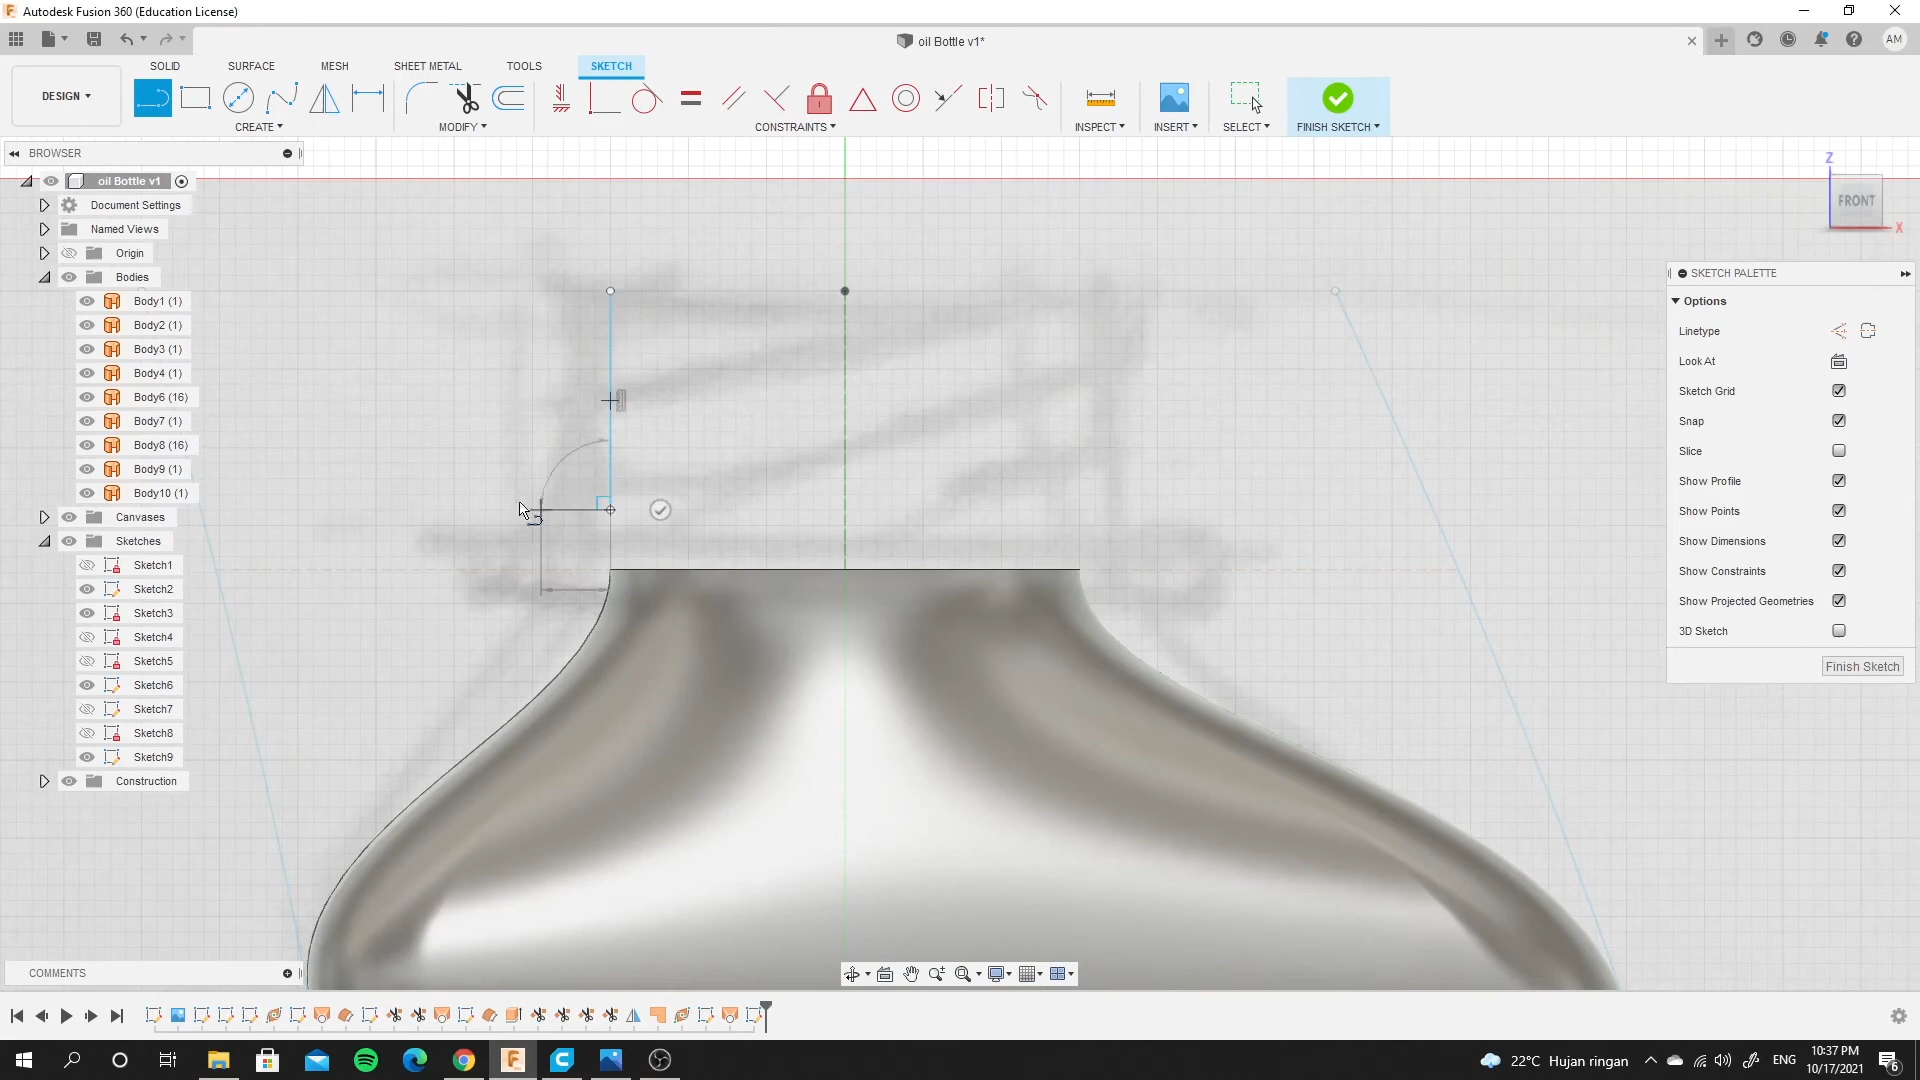 Autodesk Fusion 360 (Education License)
oil Bottle v1*
AM
DESIGN
SOLID
SURFACE
MESH
SHEET METAL
TOOLS
SKETCH
CREATE
MODIFY
CONSTRAINTS
INSPECT
INSERT
SELECT
FINISH SKETCH
BROWSER
oil Bottle v1
Document Settings
Named Views
Origin
Bodies
Body1 (1)
Body2 (1)
Body3 (1)
Body4 (1)
Body6 (16)
Body7 (1)
Body8 (16)
Body9 (1)
Body10 (1)
Canvases
Sketches
Sketch1
Sketch2
Sketch3
Sketch4
Sketch5
Sketch6
Sketch7
Sketch8
Sketch9
Construction
Z
FRONT
X
SKETCH PALETTE
Options
Linetype
Look At
Sketch Grid
Snap
Slice
Show Profile
Show Points
Show Dimensions
Show Constraints
Show Projected Geometries
3D Sketch
Finish Sketch
COMMENTS
22°C Hujan ringan
ENG
10:37 PM
10/17/2021
6